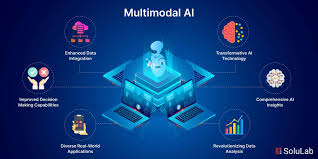 Multimodal AI
Enhanced Data
Integration
Transformative AI
Technology
Improved Decision
Making Capabilities
Comprehensive AI
Insights
Diverse Real-World
Applications
Revolutionizing Data
Analysis
SoluLab